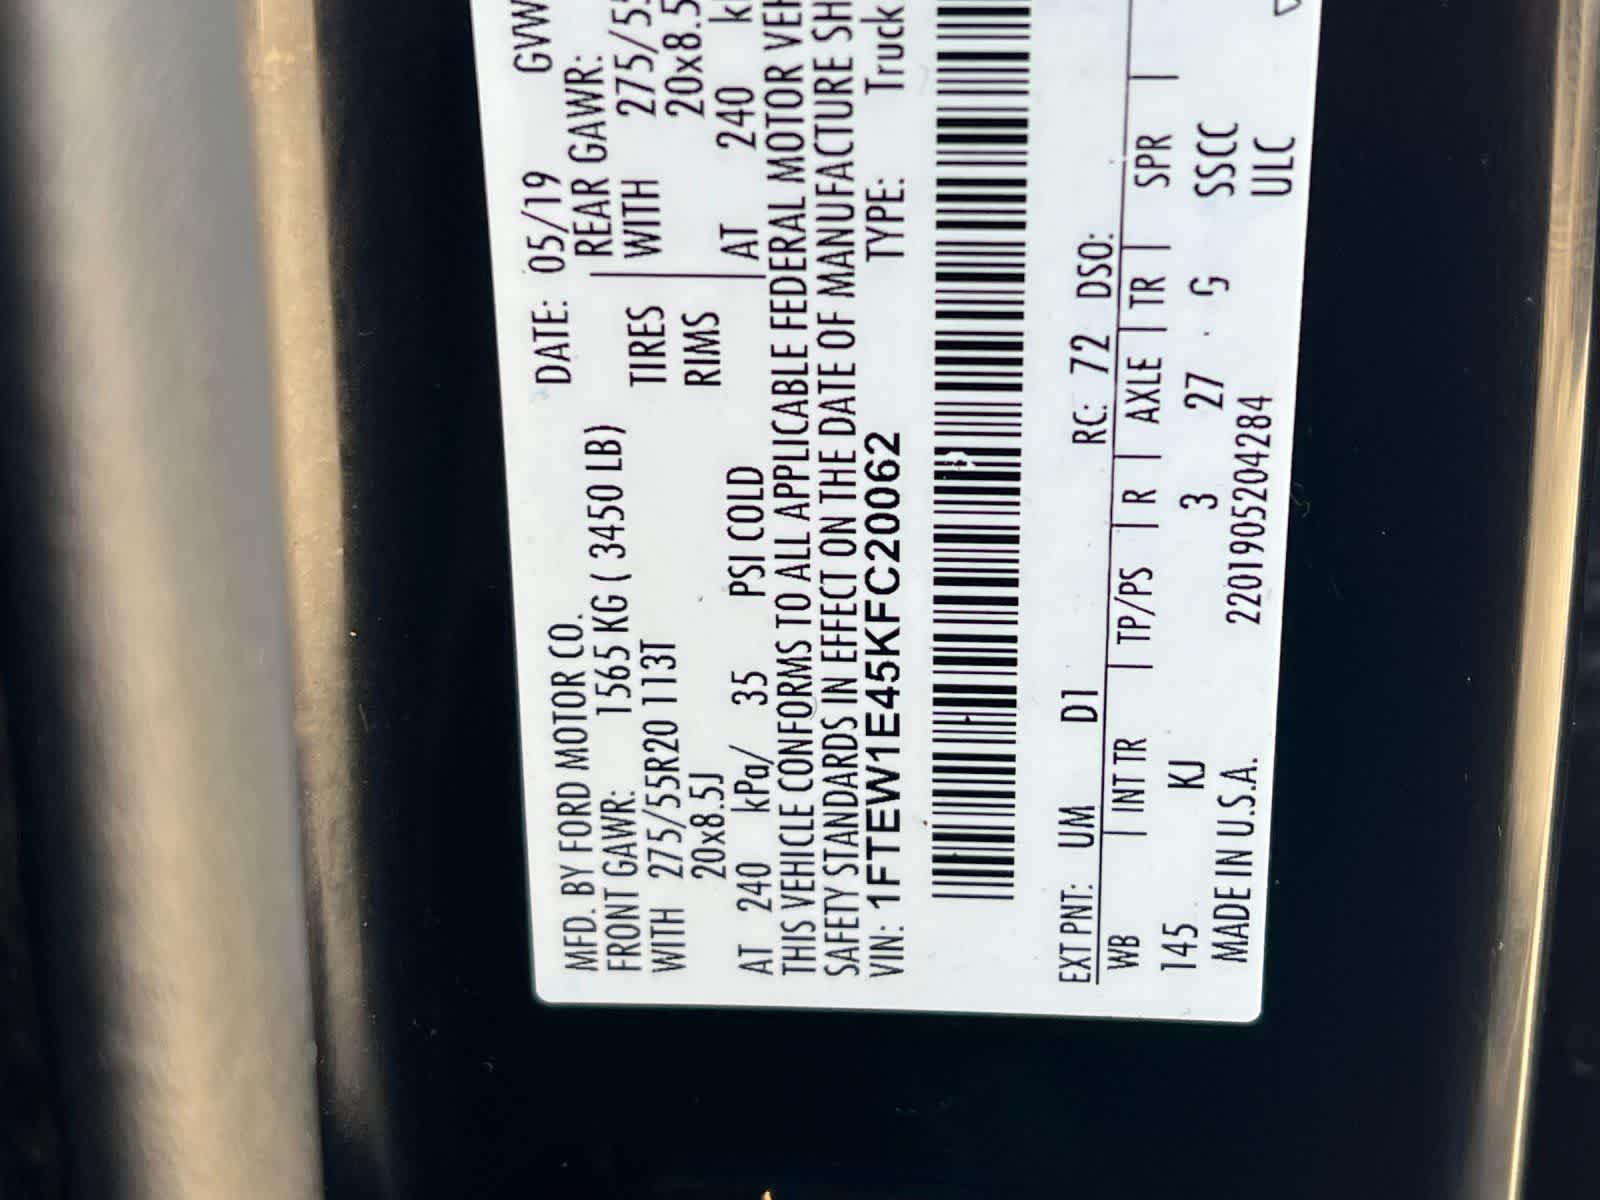 MFD. BY FORD MOTOR CO. DATE: 05/19 GVW
FRONT GAWR: 1565 KG ( 3450 LB) REAR GAWR:
WITH 275/55R20 113T TIRES WITH 275/55
20x8.5J RIMS 20x8.5
AT 240 kPa/ 35 PSI COLD AT 240
THIS VEHICLE CONFORMS TO ALL APPLICABLE FEDERAL MOTOR VEH
SAFETY STANDARDS IN EFFECT ON THE DATE OF MANUFACTURE SH
VIN: 1FTEW1E45KFC20062 TYPE: Truck
EXT PNT: UM D1 RC: 72 DSO:
WB | INT TR | TP/PS | R | AXLE | TR | SPR |
145 KJ 3 27 G SSCC
MADE IN U.S.A. 2201905204284 ULC